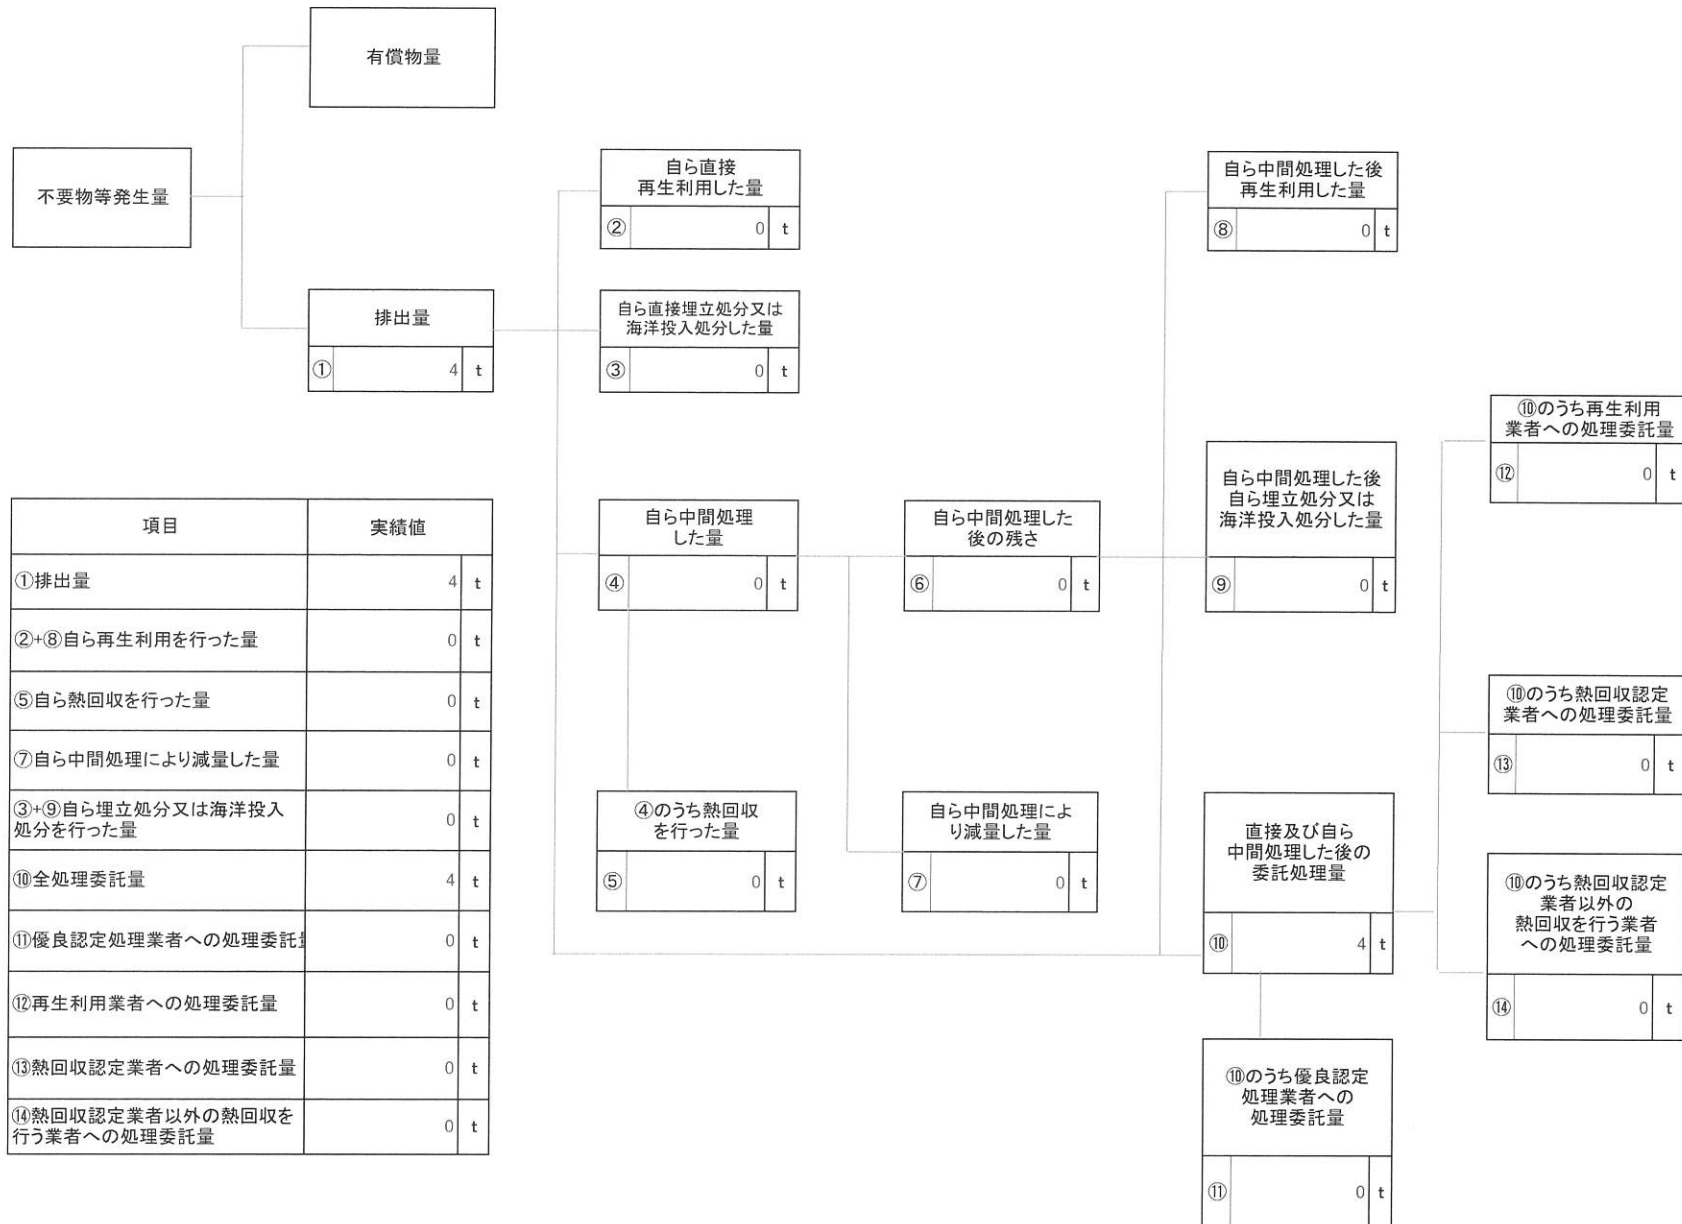 有償物量
不要物等発生量
排出量
① 4 t
自ら直接
再生利用した量
② 0 t
自ら直接埋立処分又は
海洋投入処分した量
③ 0 t
自ら中間処理
した量
④ 0 t
④のうち熱回収
を行った量
⑤ 0 t
自ら中間処理した
後の残さ
⑥ 0 t
自ら中間処理によ
り減量した量
⑦ 0 t
自ら中間処理した後
再生利用した量
⑧ 0 t
自ら中間処理した後
自ら埋立処分又は
海洋投入処分した量
⑨ 0 t
直接及び自ら
中間処理した後の
委託処理量
⑩ 4 t
⑩のうち優良認定
処理業者への
処理委託量
⑪ 0 t
⑩のうち再生利用
業者への処理委託量
⑫ 0 t
⑩のうち熱回収認定
業者への処理委託量
⑬ 0 t
⑩のうち熱回収認定
業者以外の
熱回収を行う業者
への処理委託量
⑭ 0 t
項目 実績値
①排出量 4 t
②+⑧自ら再生利用を行った量 0 t
⑤自ら熱回収を行った量 0 t
⑦自ら中間処理により減量した量 0 t
③+⑨自ら埋立処分又は海洋投入
処分を行った量 0 t
⑩全処理委託量 4 t
⑪優良認定処理業者への処理委託 0 t
⑫再生利用業者への処理委託量 0 t
⑬熱回収認定業者への処理委託量 0 t
⑭熱回収認定業者以外の熱回収を
行う業者への処理委託量 0 t